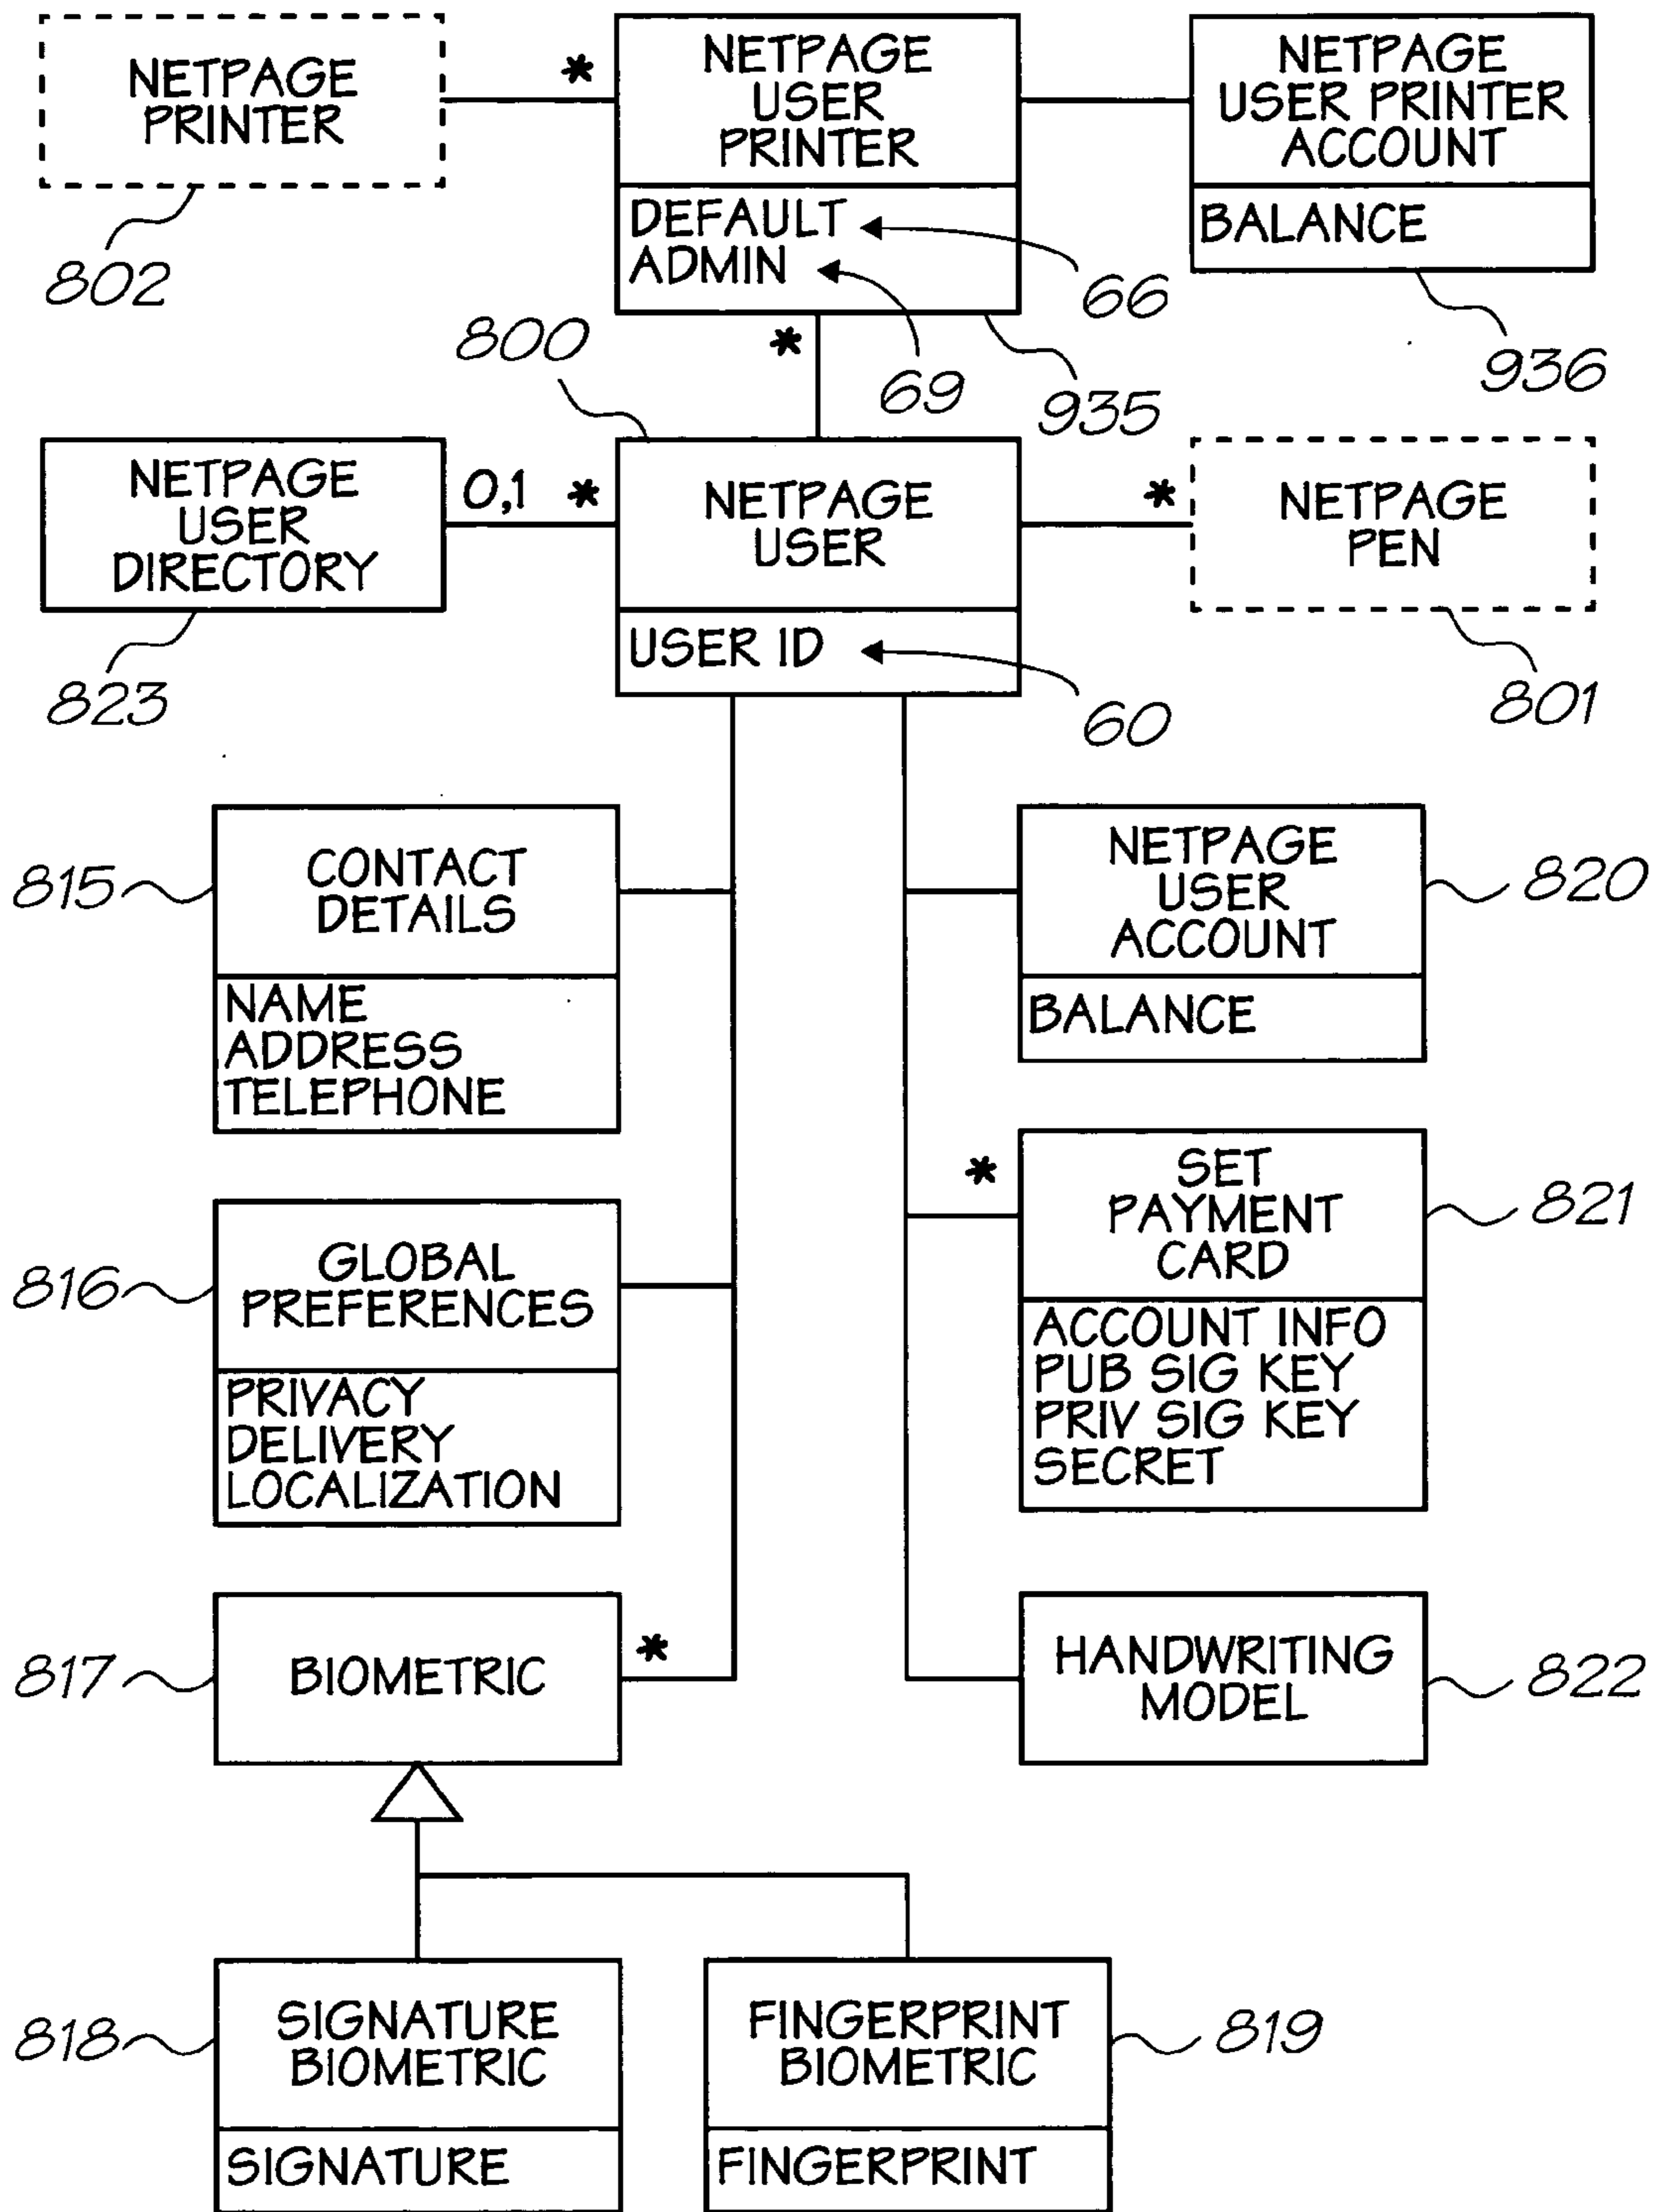 NETPAGE
PRINTER
802
*
NETPAGE
USER
PRINTER
DEFAULT
ADMIN
66
69
935
NETPAGE
USER PRINTER
ACCOUNT
BALANCE
936
*
800
NETPAGE
USER
DIRECTORY
823
0,1 *
NETPAGE
USER
USER ID
60
*
NETPAGE
PEN
801
815
CONTACT
DETAILS
NAME
ADDRESS
TELEPHONE
NETPAGE
USER
ACCOUNT
BALANCE
820
816
GLOBAL
PREFERENCES
PRIVACY
DELIVERY
LOCALIZATION
*
SET
PAYMENT
CARD
ACCOUNT INFO
PUB SIG KEY
PRIV SIG KEY
SECRET
821
817
BIOMETRIC
*
HANDWRITING
MODEL
822
818
SIGNATURE
BIOMETRIC
SIGNATURE
FINGERPRINT
BIOMETRIC
FINGERPRINT
819